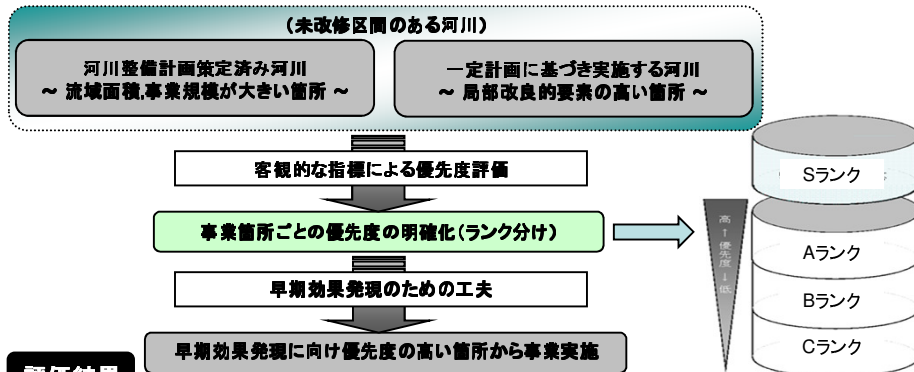 (未改修区間のある河川)
河川整備計画策定済み河川
～ 流域面積,事業規模が大きい箇所 ～
一定計画に基づき実施する河川
～ 局部改良的要素の高い箇所 ～
客観的な指標による優先度評価
事業箇所ごとの優先度の明確化(ランク分け)
早期効果発現のための工夫
早期効果発現に向け優先度の高い箇所から事業実施
Sランク
高↑優先度↓低
Aランク
Bランク
Cランク
評価結果